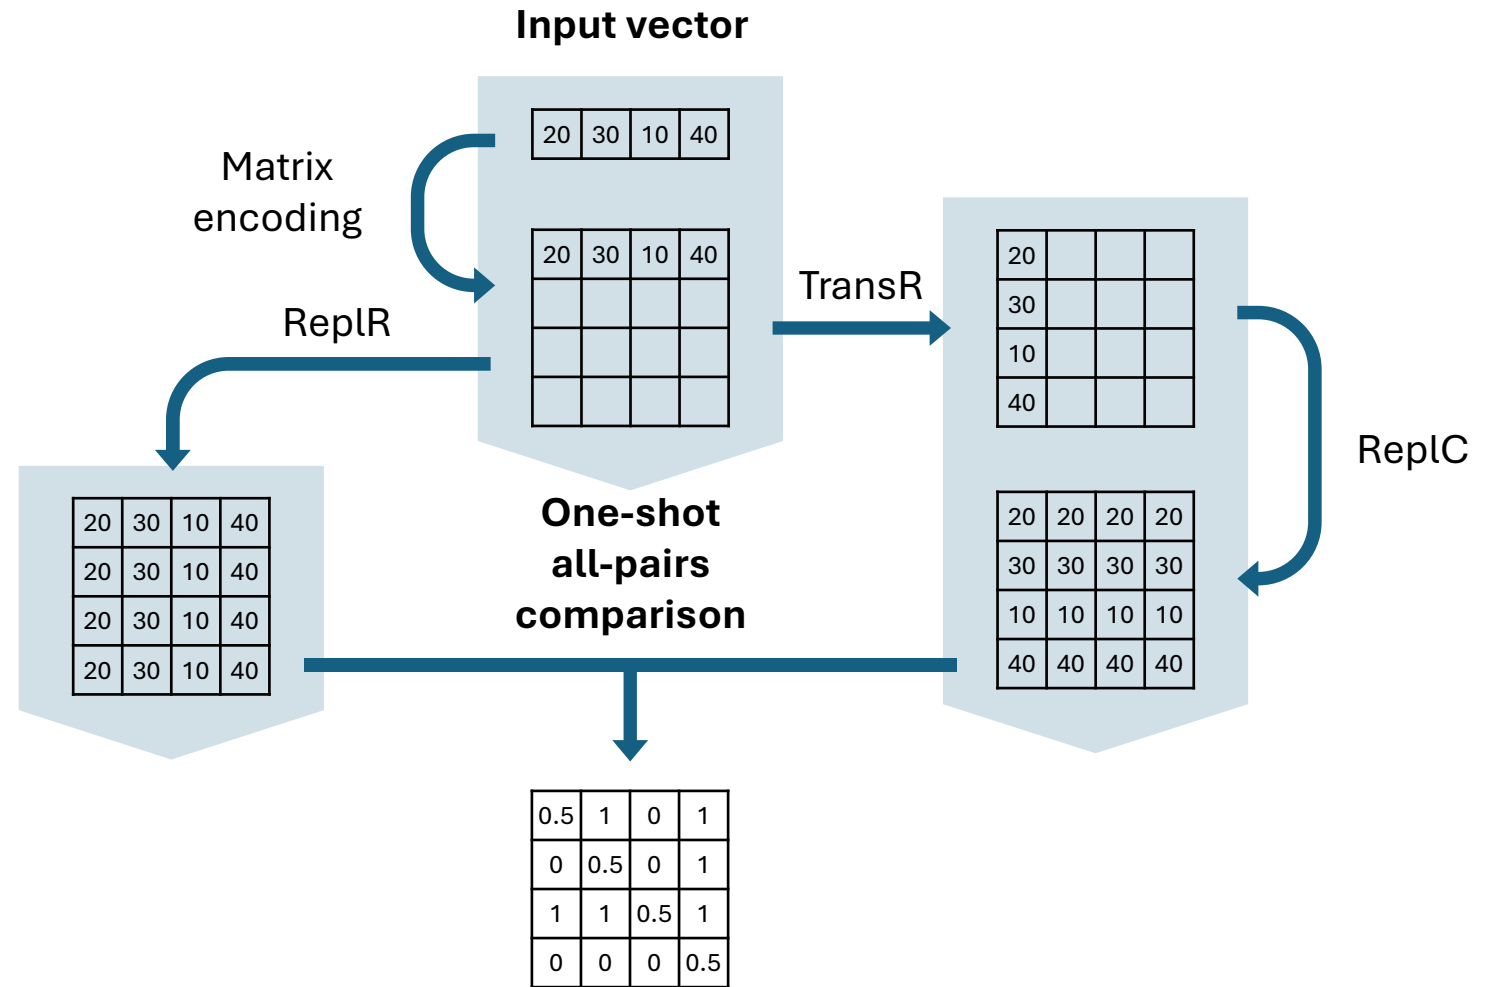 Input vector
20 30 10 40
Matrix
encoding
20 30 10 40
TransR
20
30
10
40
ReplR
ReplC
20 30 10 40
20 30 10 40
20 30 10 40
20 30 10 40
One-shot
all-pairs
comparison
20 20 20 20
30 30 30 30
10 10 10 10
40 40 40 40
0.5 1 0 1
0 0.5 0 1
1 1 0.5 1
0 0 0 0.5